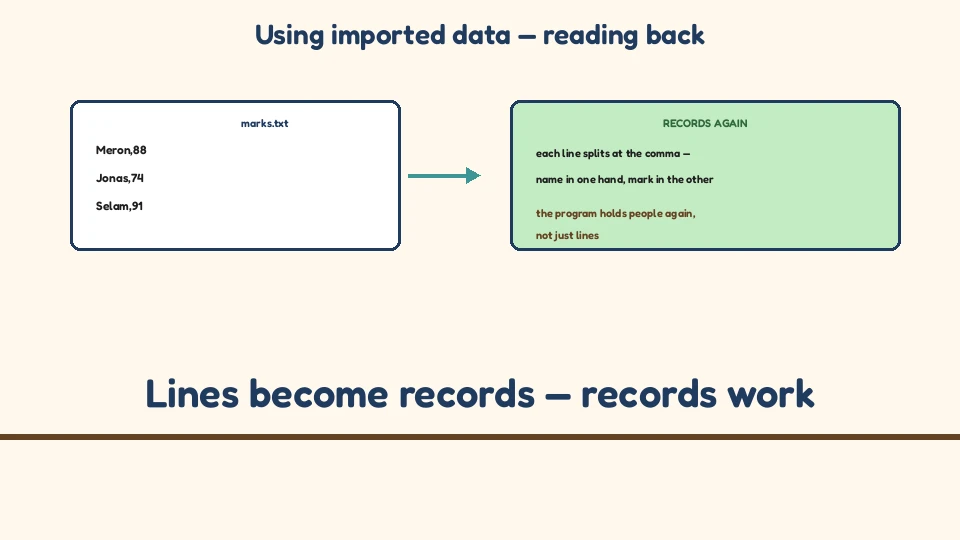 Using imported data — reading back
marks.txt
Meron,88
Jonas,74
Selam,91
RECORDS AGAIN
each line splits at the comma —
name in one hand, mark in the other
the program holds people again,
not just lines
Lines become records — records work